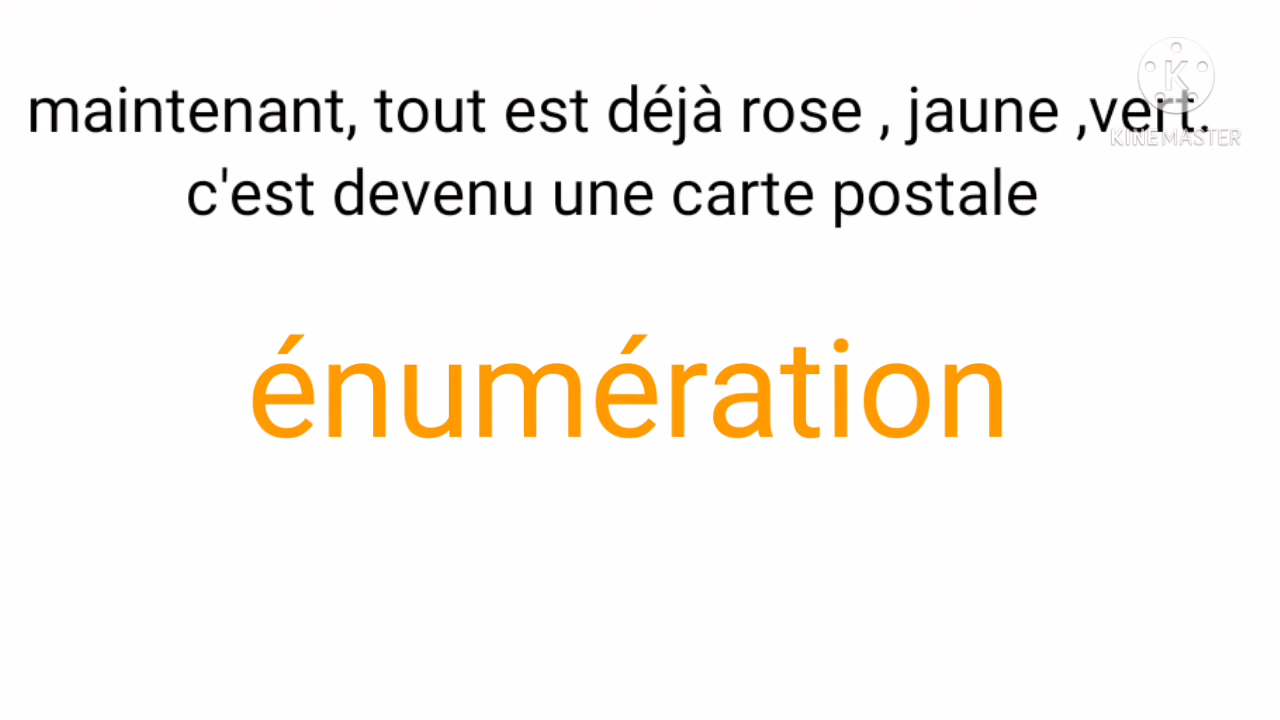 maintenant, tout est déjà rose , jaune ,vert.
c'est devenu une carte postale
énumération
K
KINEMASTER